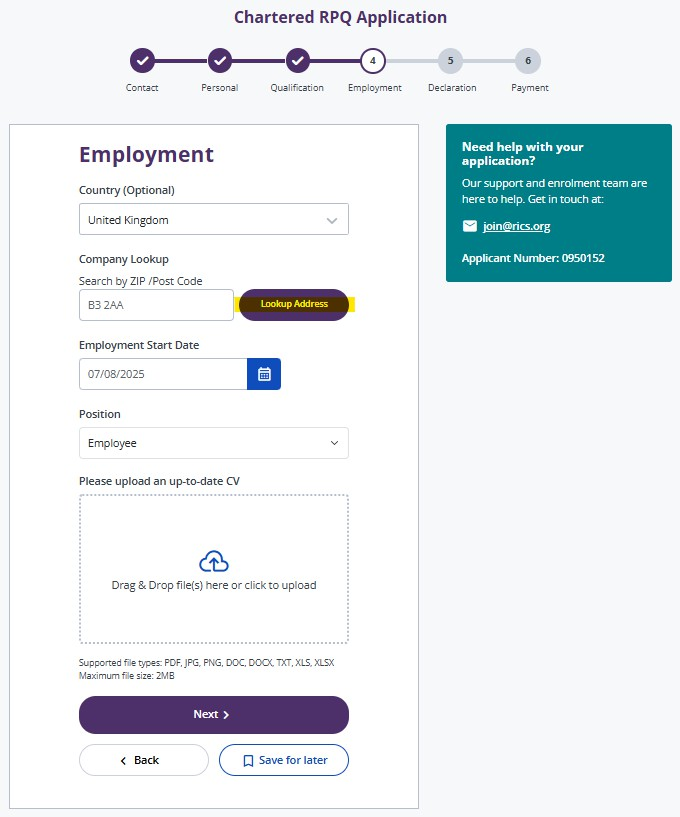 Chartered RPQ Application
4
5
6
Contact
Personal
Qualification
Employment
Declaration
Payment
Employment
Country (Optional)
United Kingdom
Company Lookup
Search by ZIP /Post Code
B3 2AA
Lookup Address
Employment Start Date
07/08/2025
Position
Employee
Please upload an up-to-date CV
Drag & Drop file(s) here or click to upload
Supported file types: PDF, JPG, PNG, DOC, DOCX, TXT, XLS, XLSX
Maximum file size: 2MB
Next
Back
Save for later
Need help with your
application?
Our support and enrolment team are
here to help. Get in touch at:
join@rics.org
Applicant Number: 0950152